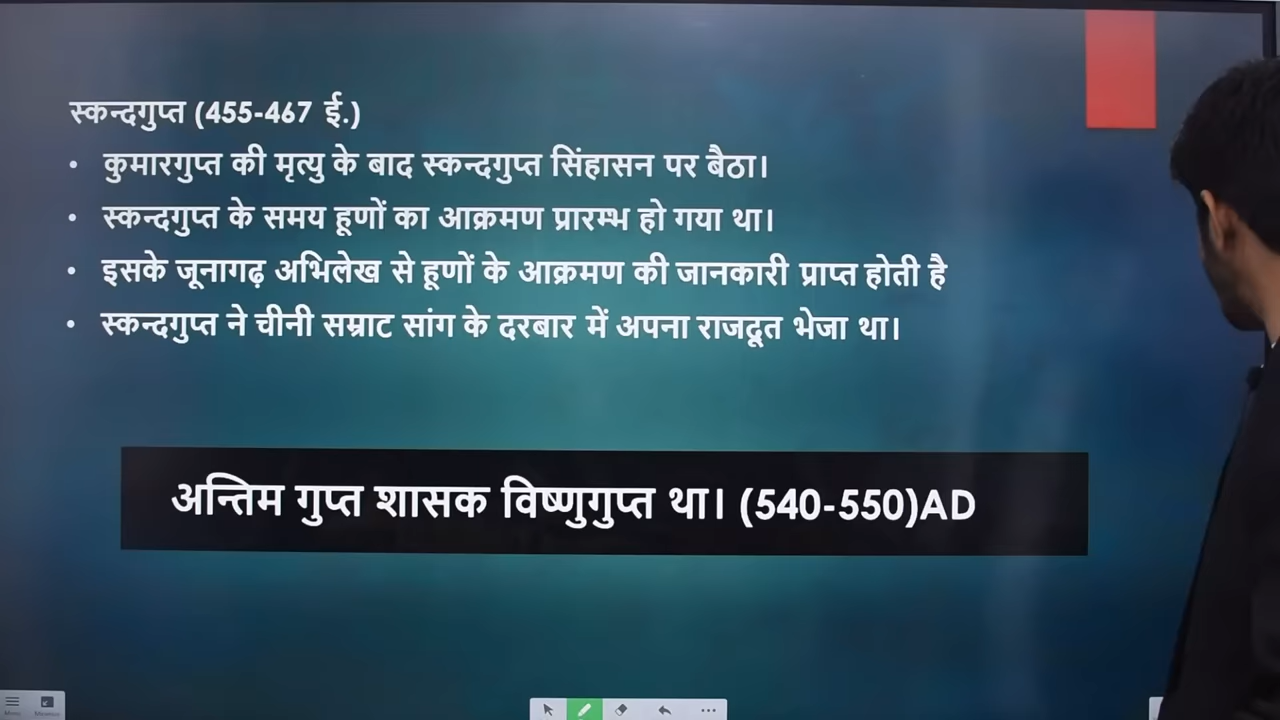 स्कन्दगुप्त (455-467 ई.)
• कुमारगुप्त की मृत्यु के बाद स्कन्दगुप्त सिंहासन पर बैठा।
• स्कन्दगुप्त के समय हूणों का आक्रमण प्रारम्भ हो गया था।
• इसके जूनागढ़ अभिलेख से हूणों के आक्रमण की जानकारी प्राप्त होती है
• स्कन्दगुप्त ने चीनी सम्राट सांग के दरबार में अपना राजदूत भेजा था।
अन्तिम गुप्त शासक विष्णुगुप्त था। (540-550)AD